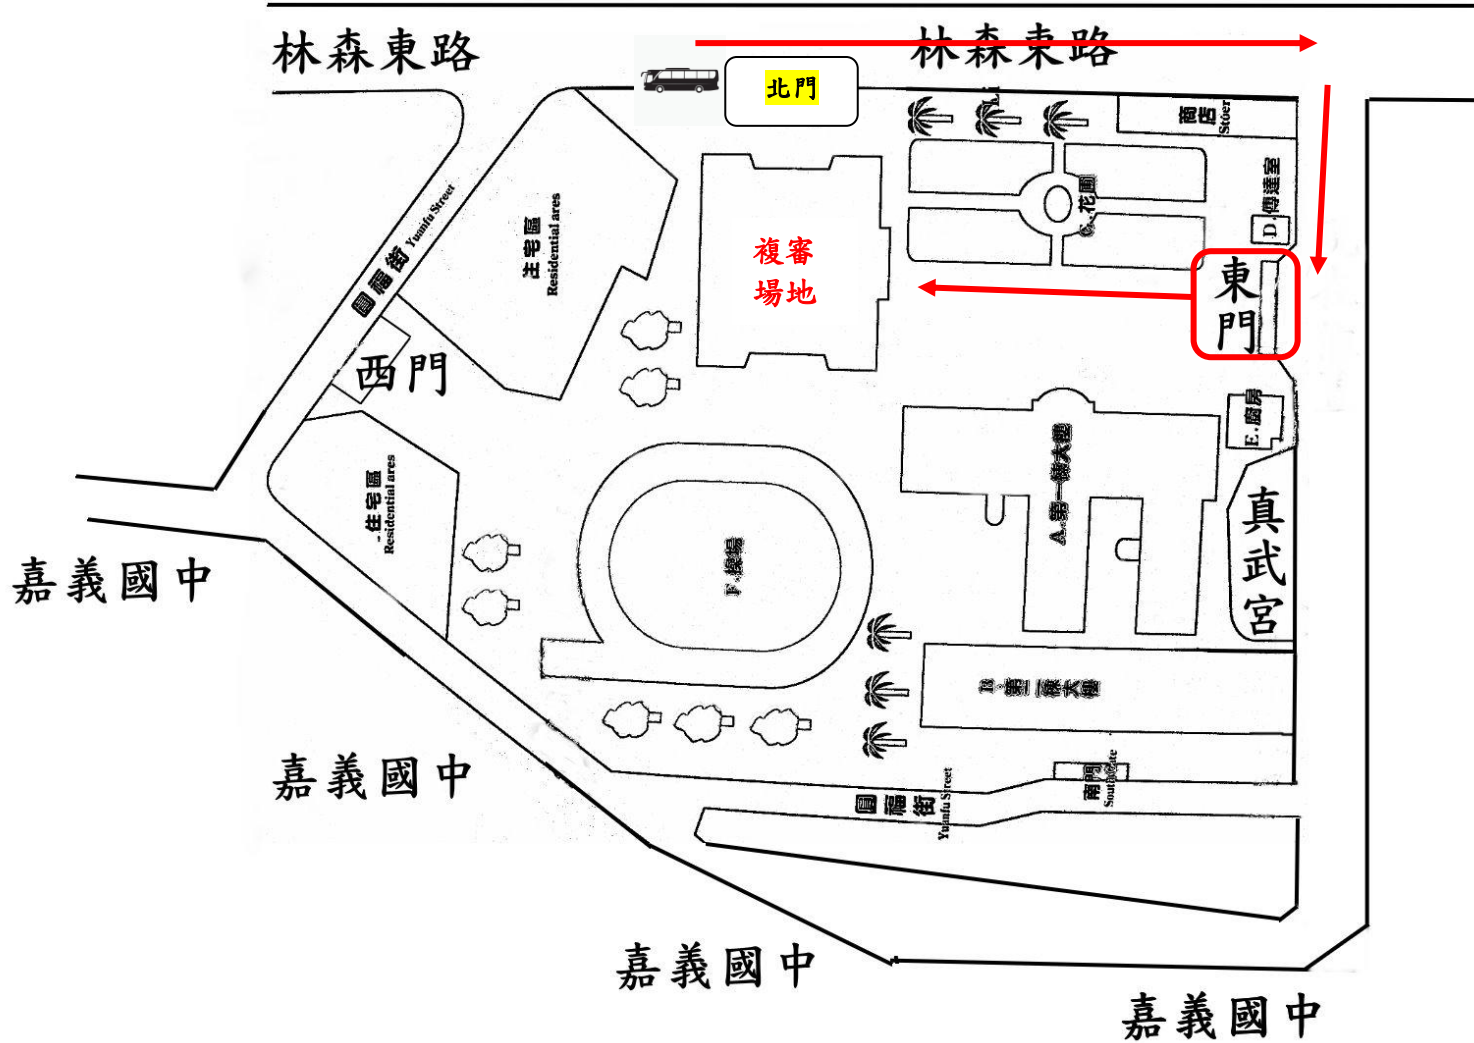 林森東路
林森東路
北門
商店
Stoer
D.傳達室
花圃
住宅區
Residential ares
圓福街 Yuanfu Street
複審
場地
東
門
西門
E.廚房
A.第一棟大樓
住宅區
Residential ares
真
武
宮
F.操場
嘉義國中
B.第二棟大樓
嘉義國中
南門
圓福街
Yuanfu Street
嘉義國中
嘉義國中